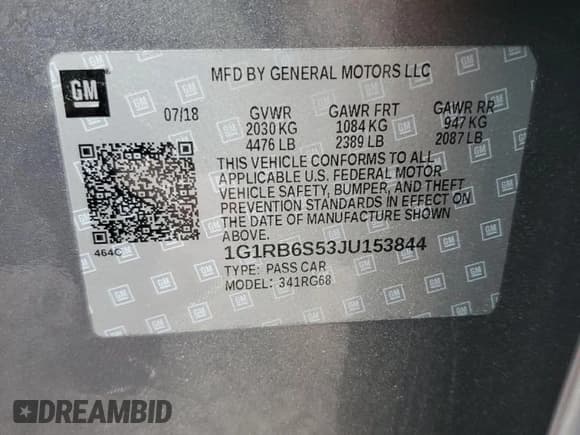 GM
MFD BY GENERAL MOTORS LLC
07/18 GVWR GAWR FRT GAWR RR
2030 KG 1084 KG 947 KG
4476 LB 2389 LB 2087 LB
THIS VEHICLE CONFORMS TO ALL
APPLICABLE U.S. FEDERAL MOTOR
VEHICLE SAFETY, BUMPER, AND THEFT
PREVENTION STANDARDS IN EFFECT ON
THE DATE OF MANUFACTURE SHOWN
ABOVE.
464C
1G1RB6S53JU153844
TYPE: PASS CAR
MODEL: 341RG68
DREAMBID